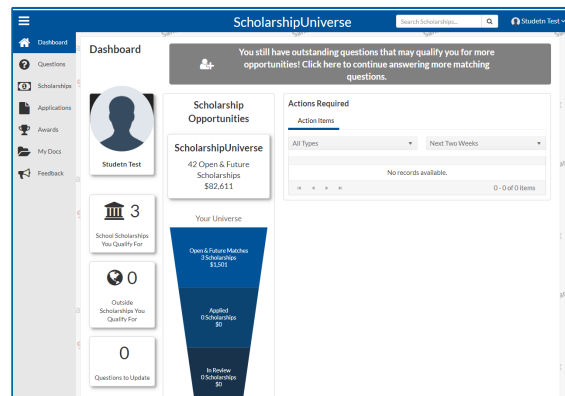 ScholarshipUniverse
Search Scholarships...
Studetn Test
Dashboard
Questions
Scholarships
Applications
Awards
My Docs
Feedback
Dashboard
You still have outstanding questions that may qualify you for more
opportunities! Click here to continue answering more matching
questions.
Studetn Test
3
School Scholarships
You Qualify For
0
Outside
Scholarships You
Qualify For
0
Questions to Update
Scholarship
Opportunities
ScholarshipUniverse
42 Open & Future
Scholarships
$82,611
Your Universe
Open & Future Matches
3 Scholarships
$1,501
Applied
0 Scholarships
$0
In Review
0 Scholarships
$0
Actions Required
Action Items
All Types
Next Two Weeks
No records available.
0 - 0 of 0 items